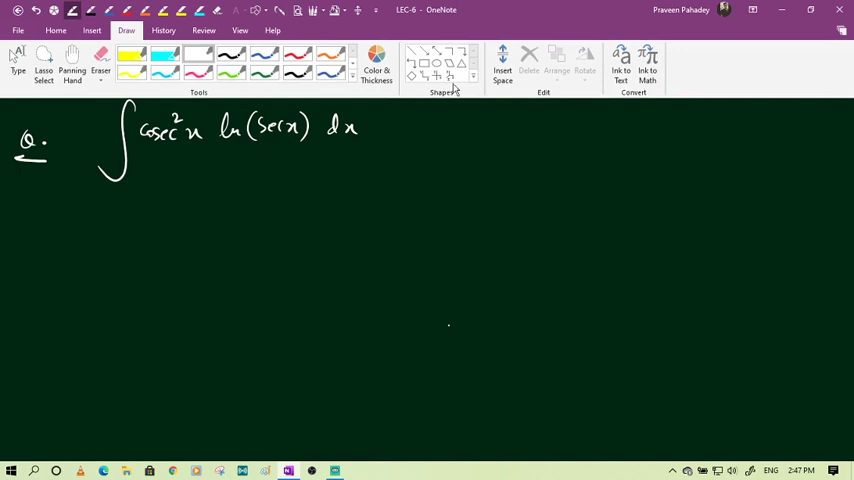 LEC-6 - OneNote
Praveen Pahadey
File Home Insert Draw History Review View Help
Type
Lasso Select
Panning Hand
Eraser
Color & Thickness
Insert Space
Delete
Arrange
Rotate
Ink to Text
Ink to Math
Tools Shapes Edit Convert
Q. ∫ cosec²x ln(secx) dx
ENG 2:47 PM